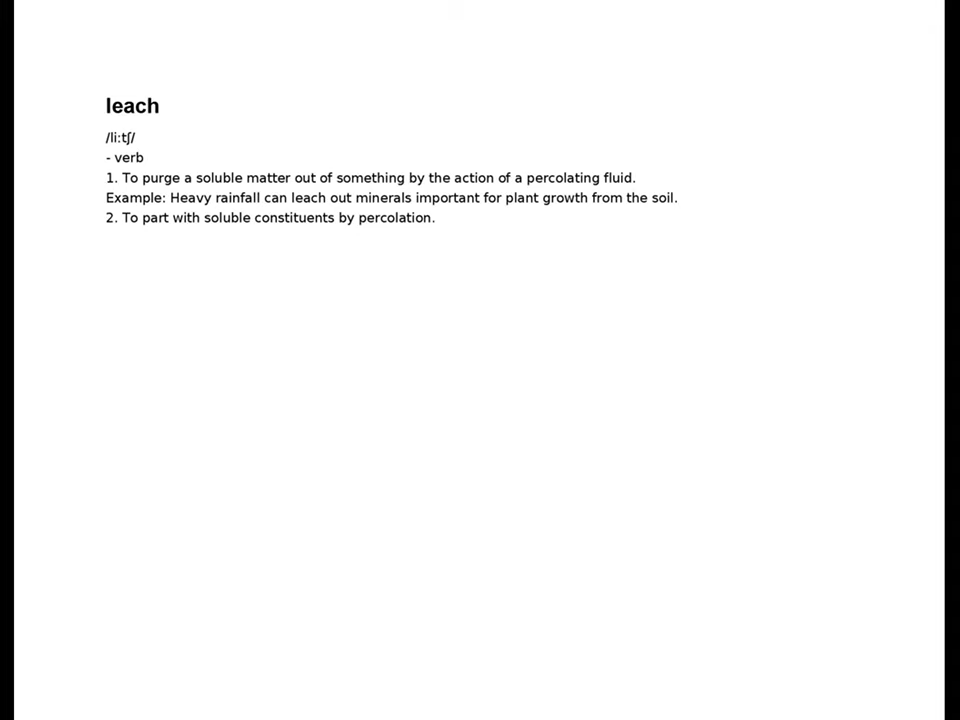 leach
/li:tʃ/
- verb
1. To purge a soluble matter out of something by the action of a percolating fluid.
Example: Heavy rainfall can leach out minerals important for plant growth from the soil.
2. To part with soluble constituents by percolation.